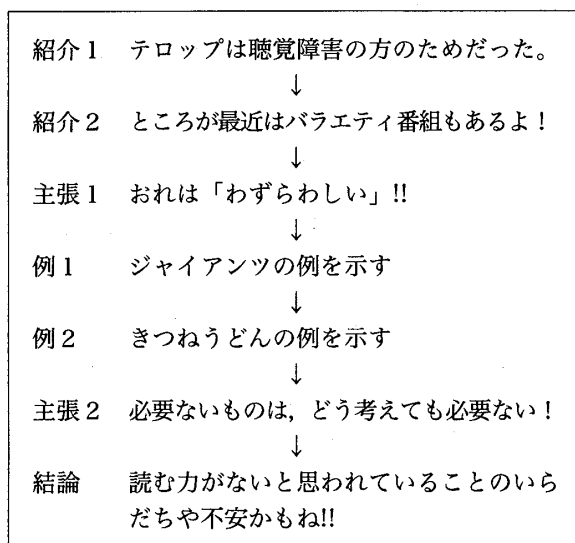 紹介1 テロップは聴覚障害の方のためだった。
↓
紹介2 ところが最近はバラエティ番組もあるよ！
↓
主張1 おれは「わずらわしい」!!
↓
例1 ジャイアンツの例を示す
↓
例2 きつねうどんの例を示す
↓
主張2 必要ないものは，どう考えても必要ない！
↓
結論 読む力がないと思われていることのいら
だちや不安かもね!!